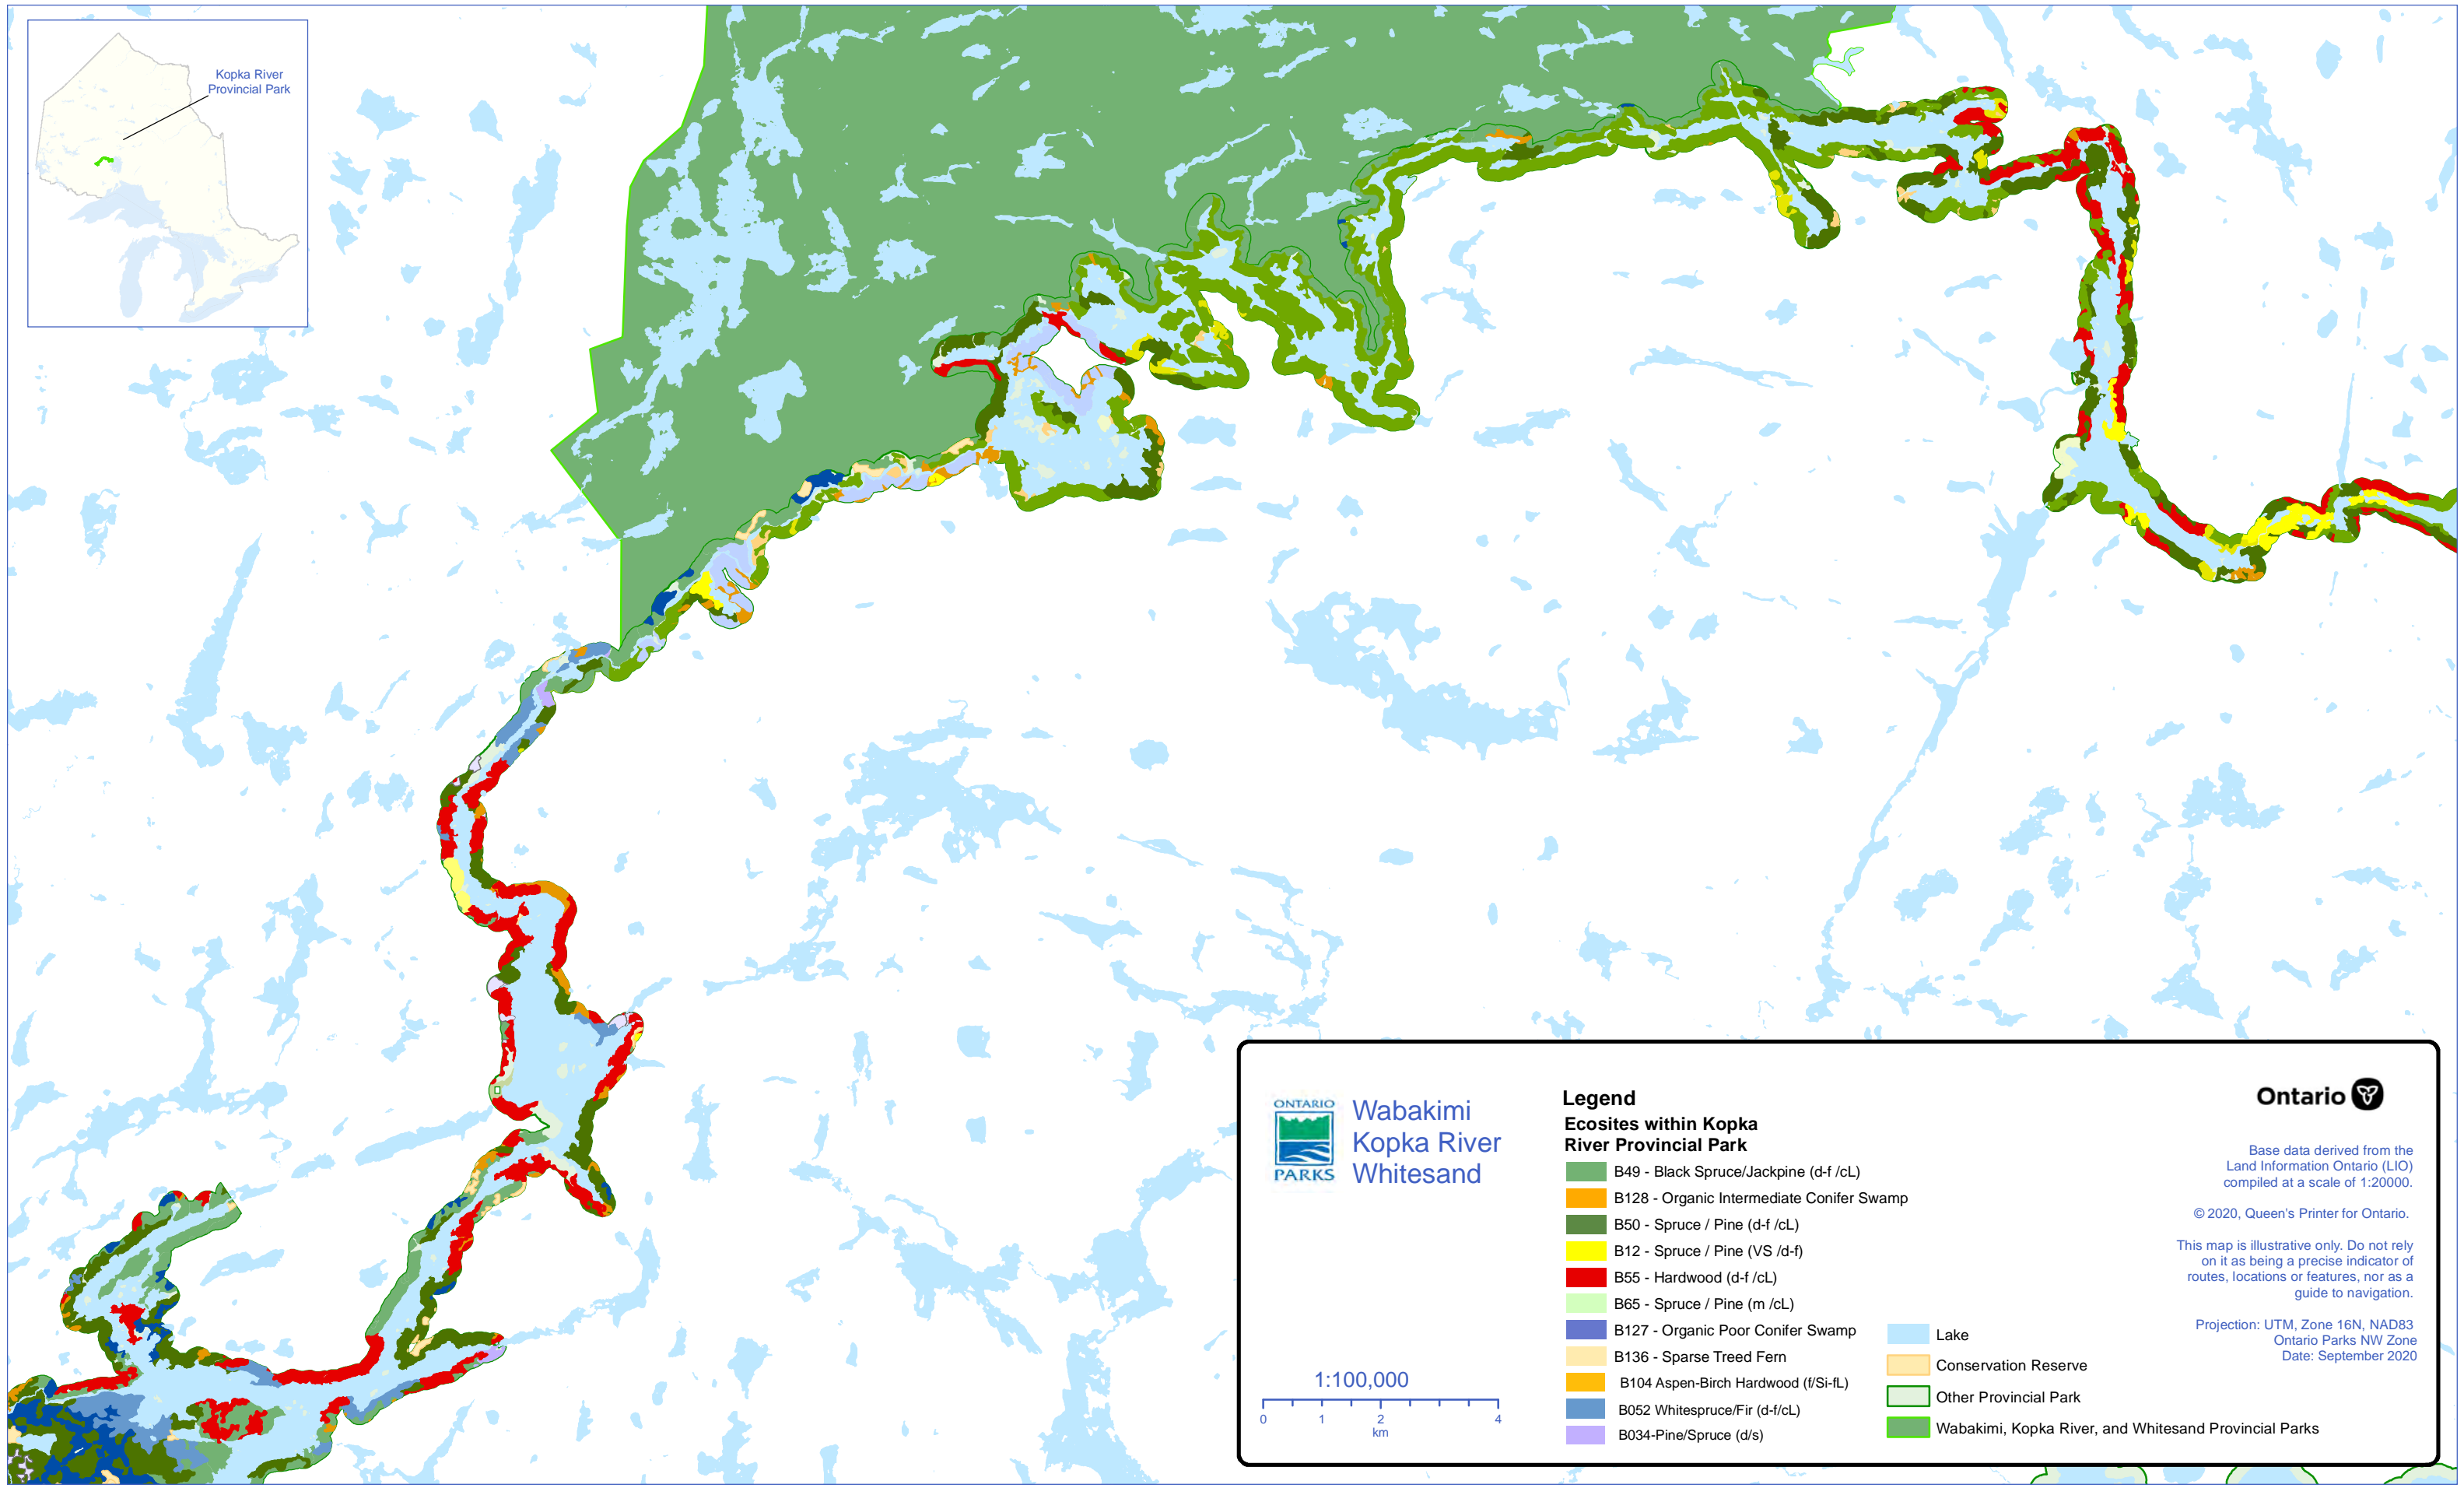 Kopka River
Provincial Park
ONTARIO
PARKS
Wabakimi
Kopka River
Whitesand
1:100,000
0 1 2 4
km
Legend
Ecosites within Kopka
River Provincial Park
B49 - Black Spruce/Jackpine (d-f /cL)
B128 - Organic Intermediate Conifer Swamp
B50 - Spruce / Pine (d-f /cL)
B12 - Spruce / Pine (VS /d-f)
B55 - Hardwood (d-f /cL)
B65 - Spruce / Pine (m /cL)
B127 - Organic Poor Conifer Swamp
B136 - Sparse Treed Fern
B104 Aspen-Birch Hardwood (f/Si-fL)
B052 Whitespruce/Fir (d-f/cL)
B034-Pine/Spruce (d/s)
Lake
Conservation Reserve
Other Provincial Park
Wabakimi, Kopka River, and Whitesand Provincial Parks
Ontario
Base data derived from the
Land Information Ontario (LIO)
compiled at a scale of 1:20000.
© 2020, Queen's Printer for Ontario.
This map is illustrative only. Do not rely
on it as being a precise indicator of
routes, locations or features, nor as a
guide to navigation.
Projection: UTM, Zone 16N, NAD83
Ontario Parks NW Zone
Date: September 2020